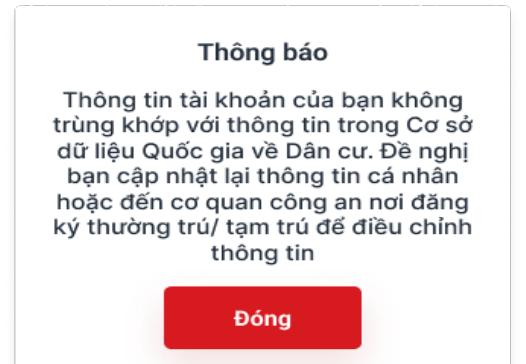 Thông báo
Thông tin tài khoản của bạn không
trùng khớp với thông tin trong Cơ sở
dữ liệu Quốc gia về Dân cư. Đề nghị
bạn cập nhật lại thông tin cá nhân
hoặc đến cơ quan công an nơi đăng
ký thường trú/ tạm trú để điều chỉnh
thông tin
Đóng